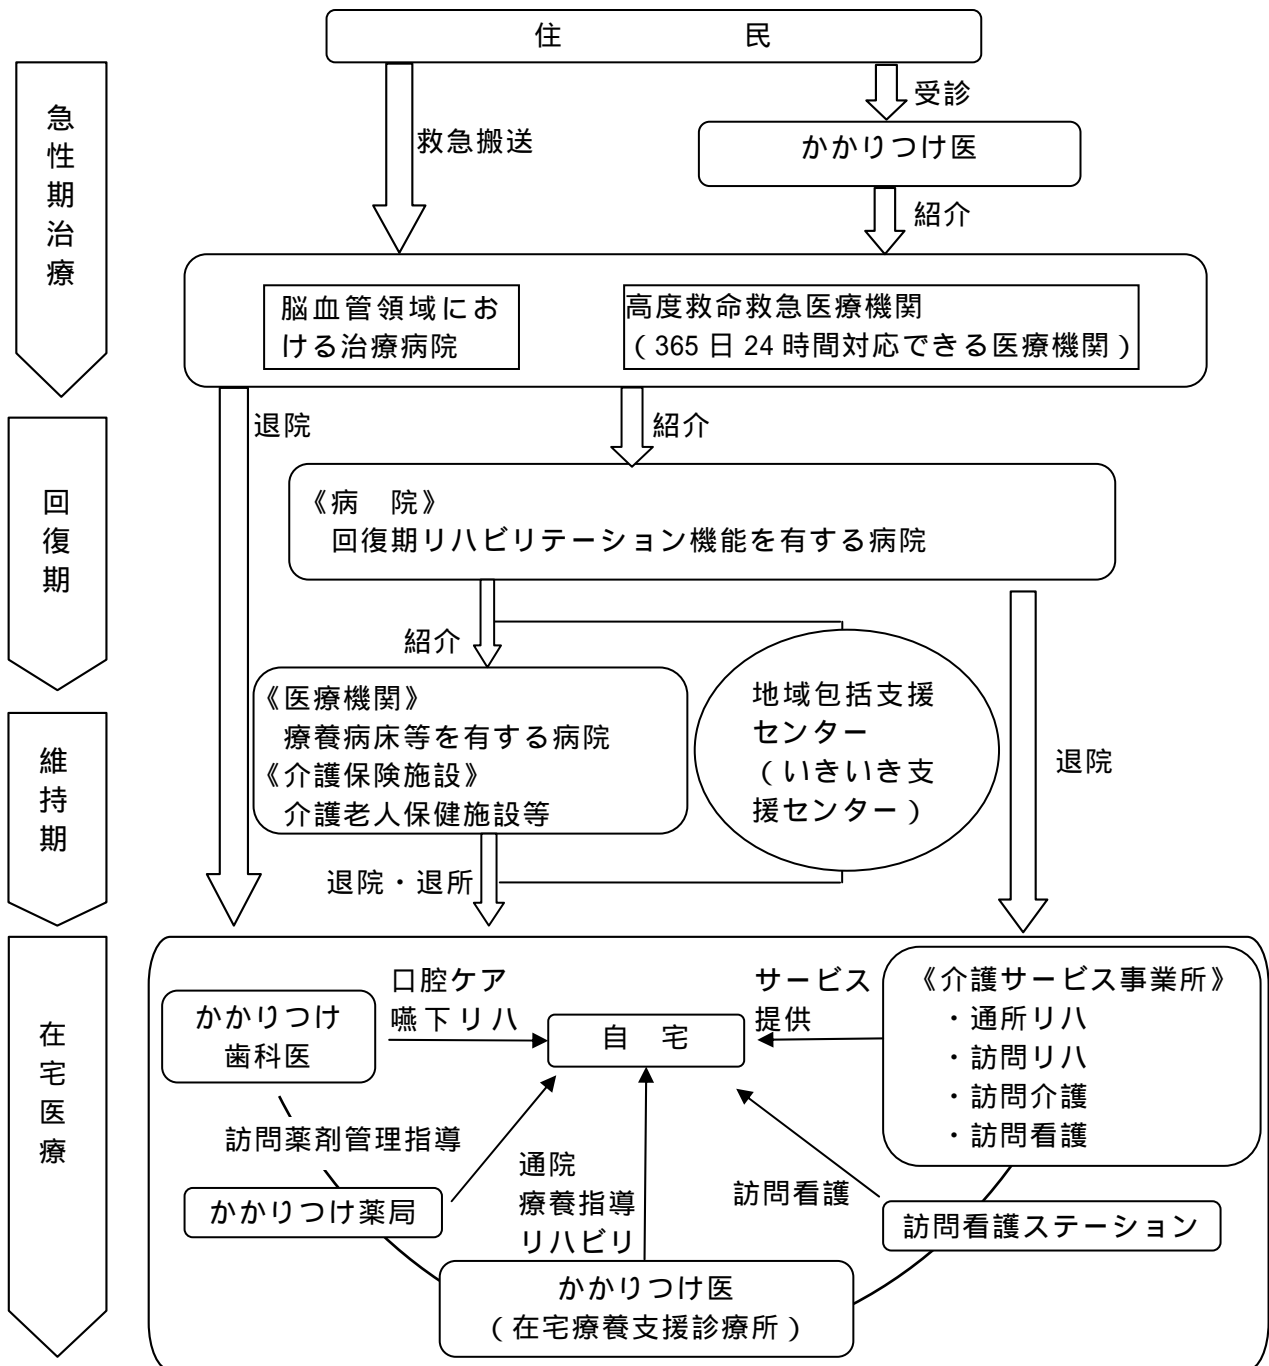 住 民
急性期治療
受診
救急搬送
かかりつけ医
紹介
脳血管領域にお
ける治療病院
高度救命救急医療機関
(365日24時間対応できる医療機関)
退院
紹介
回復期
《病 院》
回復期リハビリテーション機能を有する病院
紹介
《医療機関》
療養病床等を有する病院
《介護保険施設》
介護老人保健施設等
地域包括支援
センター
(いきいき支
援センター)
維持期
退院
退院・退所
在宅医療
かかりつけ
歯科医
口腔ケア
嚥下リハ
自 宅
サービス
提供
《介護サービス事業所》
・通所リハ
・訪問リハ
・訪問介護
・訪問看護
訪問薬剤管理指導
かかりつけ薬局
通院
療養指導
リハビリ
訪問看護
訪問看護ステーション
かかりつけ医
(在宅療養支援診療所)